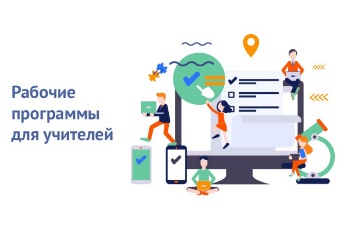 Рабочие
программы
для учителей